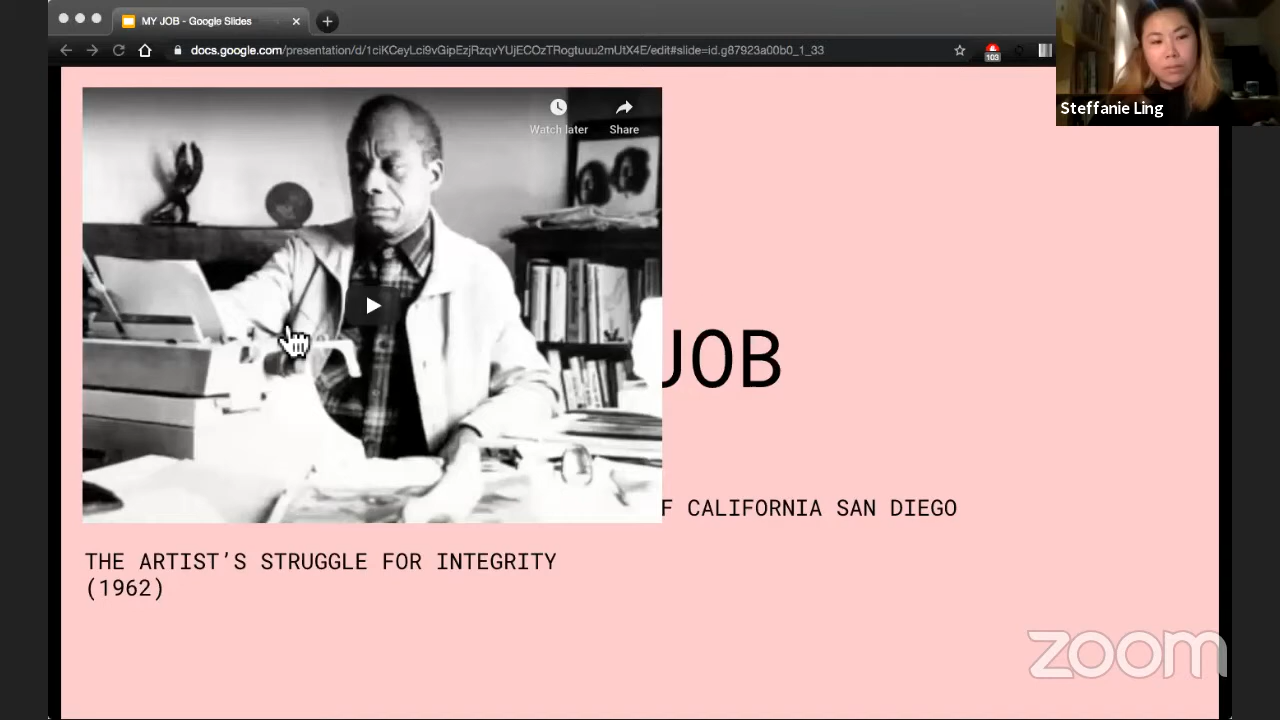 MY JOB - Google Slides
docs.google.com/presentation/d/1ciKCeyLci9vGipEzjRzqvYUjECOzTRogtuuu2mUtX4E/edit#slide=id.g87923a00b0_1_33
103
Steffanie Ling
Watch later
Share
JOB
F CALIFORNIA SAN DIEGO
THE ARTIST’S STRUGGLE FOR INTEGRITY
(1962)
zoom